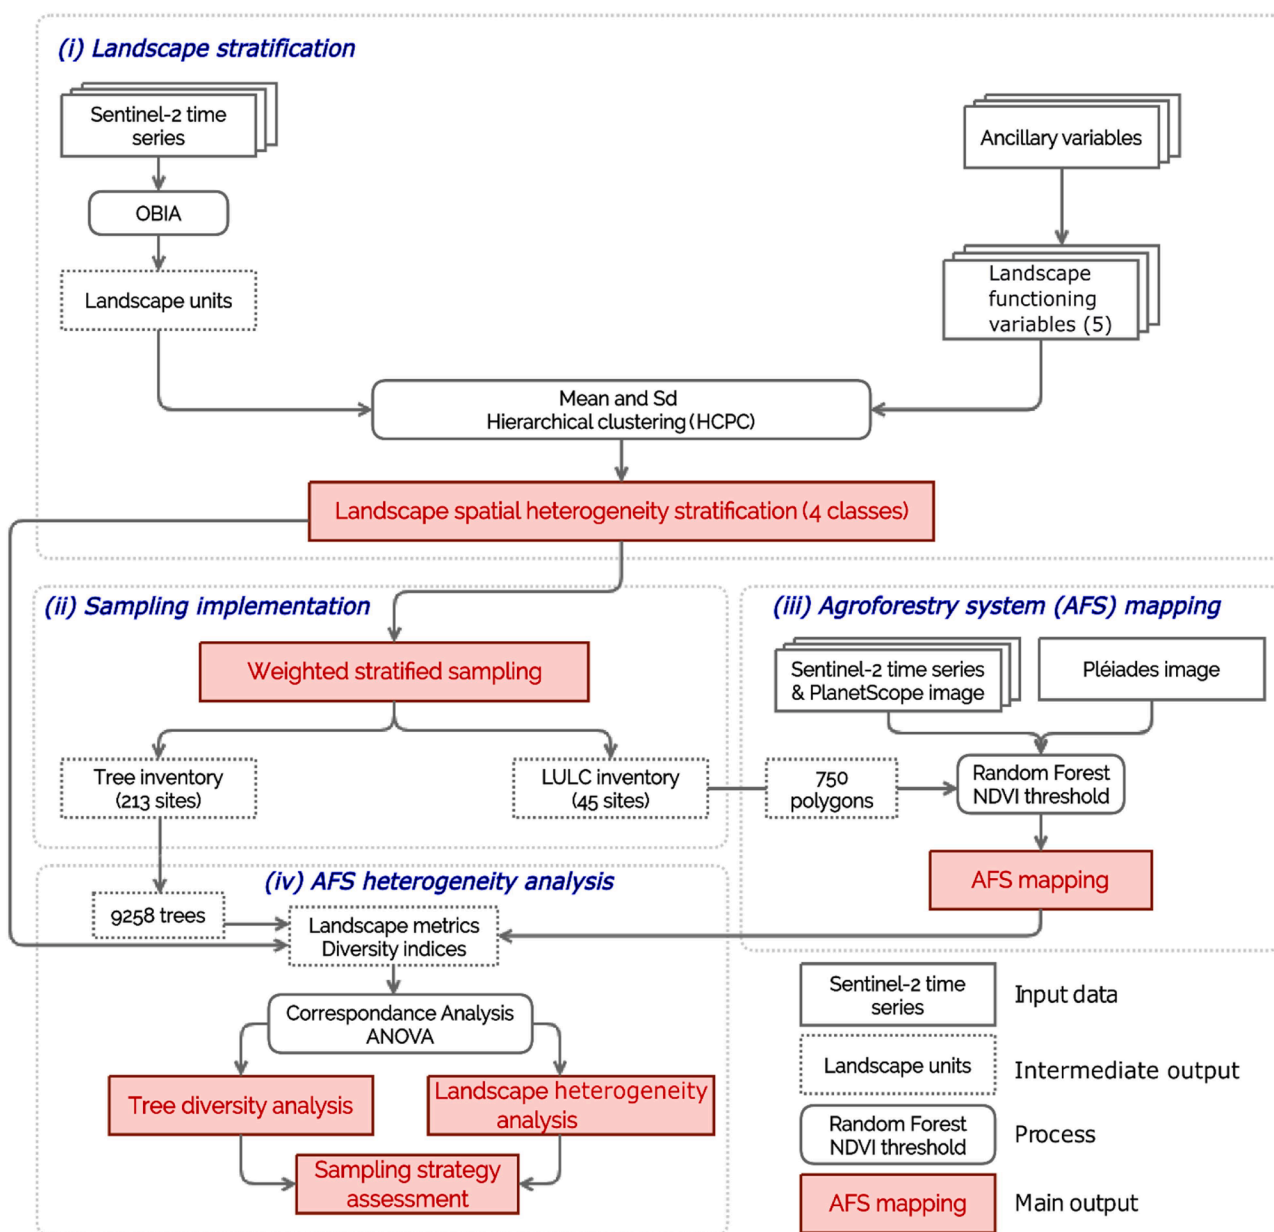 (i) Landscape stratification
Sentinel-2 time
series
Ancillary variables
OBIA
Landscape units
Landscape
functioning
variables (5)
Mean and Sd
Hierarchical clustering (HCPC)
Landscape spatial heterogeneity stratification (4 classes)
(ii) Sampling implementation
Weighted stratified sampling
Tree inventory
(213 sites)
LULC inventory
(45 sites)
(iii) Agroforestry system (AFS) mapping
Sentinel-2 time series
& PlanetScope image
Pléiades image
750
polygons
Random Forest
NDVI threshold
AFS mapping
(iv) AFS heterogeneity analysis
9258 trees
Landscape metrics
Diversity indices
Correspondance Analysis
ANOVA
Tree diversity analysis
Landscape heterogeneity
analysis
Sampling strategy
assessment
Sentinel-2 time
series
Input data
Landscape units
Intermediate output
Random Forest
NDVI threshold
Process
AFS mapping
Main output